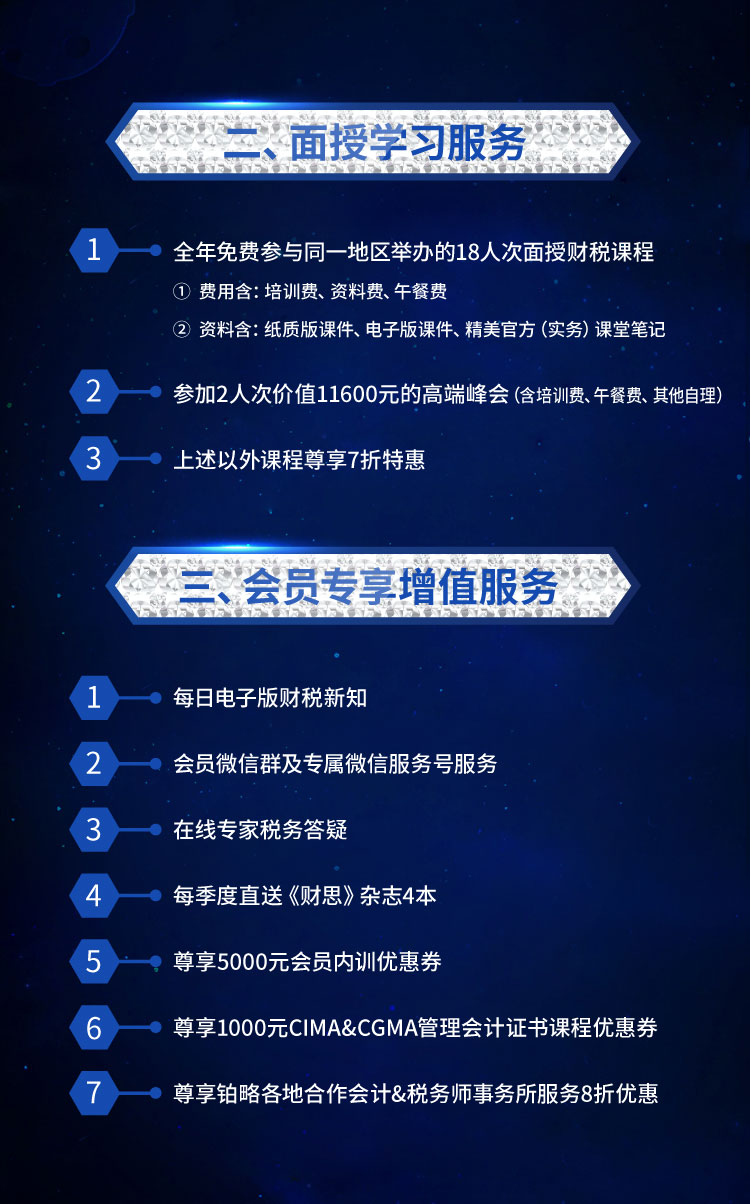 二、面授学习服务
1 全年免费参与同一地区举办的18人次面授财税课程
① 费用含：培训费、资料费、午餐费
② 资料含：纸质版课件、电子版课件、精美官方（实务）课堂笔记
2 参加2人次价值11600元的高端峰会（含培训费、午餐费、其他自理）
3 上述以外课程尊享7折特惠
三、会员专享增值服务
1 每日电子版财税新知
2 会员微信群及专属微信服务号服务
3 在线专家税务答疑
4 每季度直送《财思》杂志4本
5 尊享5000元会员内训优惠券
6 尊享1000元CIMA&CGMA管理会计证书课程优惠券
7 尊享铂略各地合作会计&税务师事务所服务8折优惠